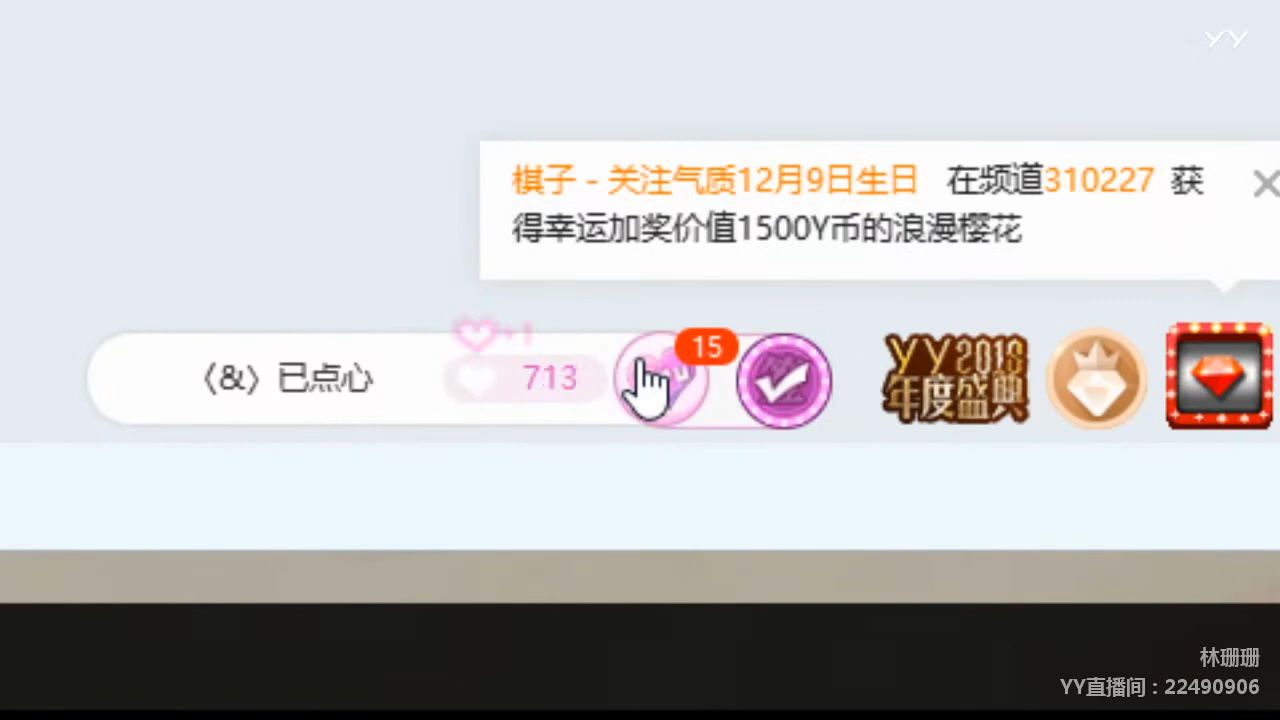 YY
棋子 - 关注气质12月9日生日 在频道310227 获
得幸运加奖价值1500Y币的浪漫樱花
+1
〈&〉已点心
713
15
YY2018
年度盛典
林珊珊
YY直播间：22490906